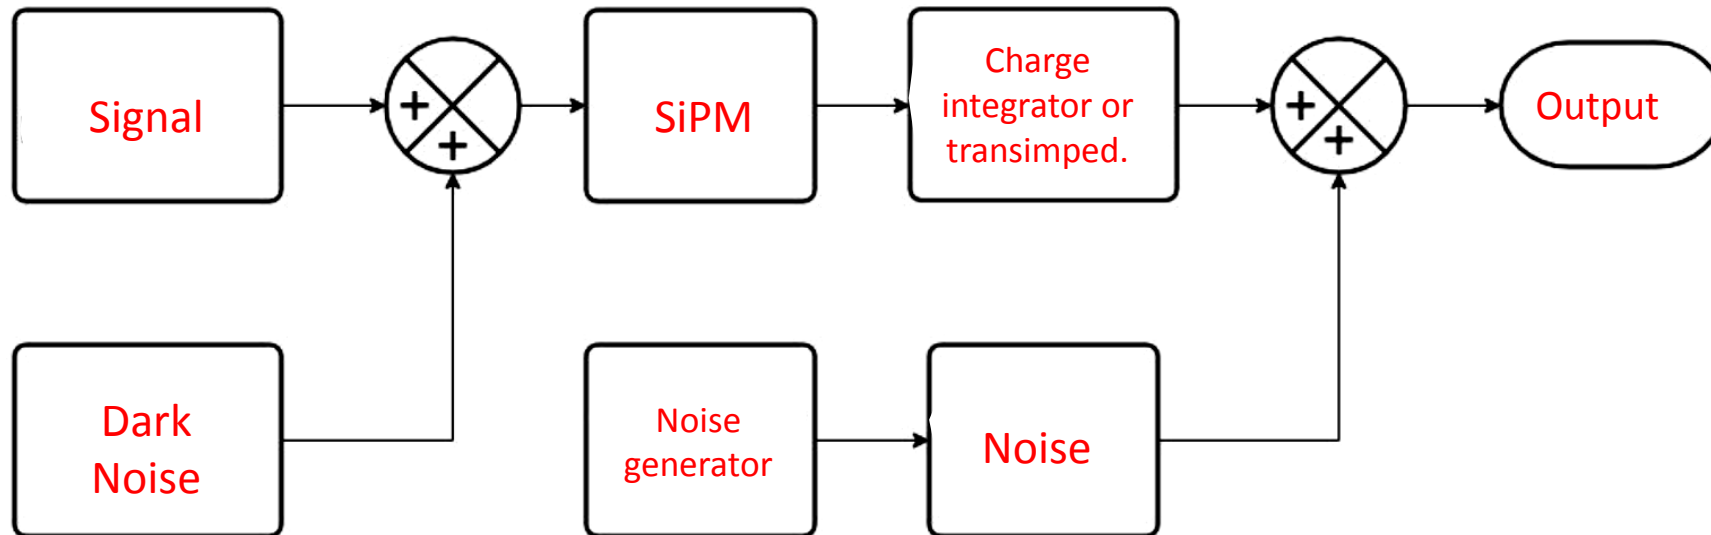 Signal
+
+
SiPM
Charge
integrator or
transimped.
+
+
Output
Dark
Noise
Noise
generator
Noise